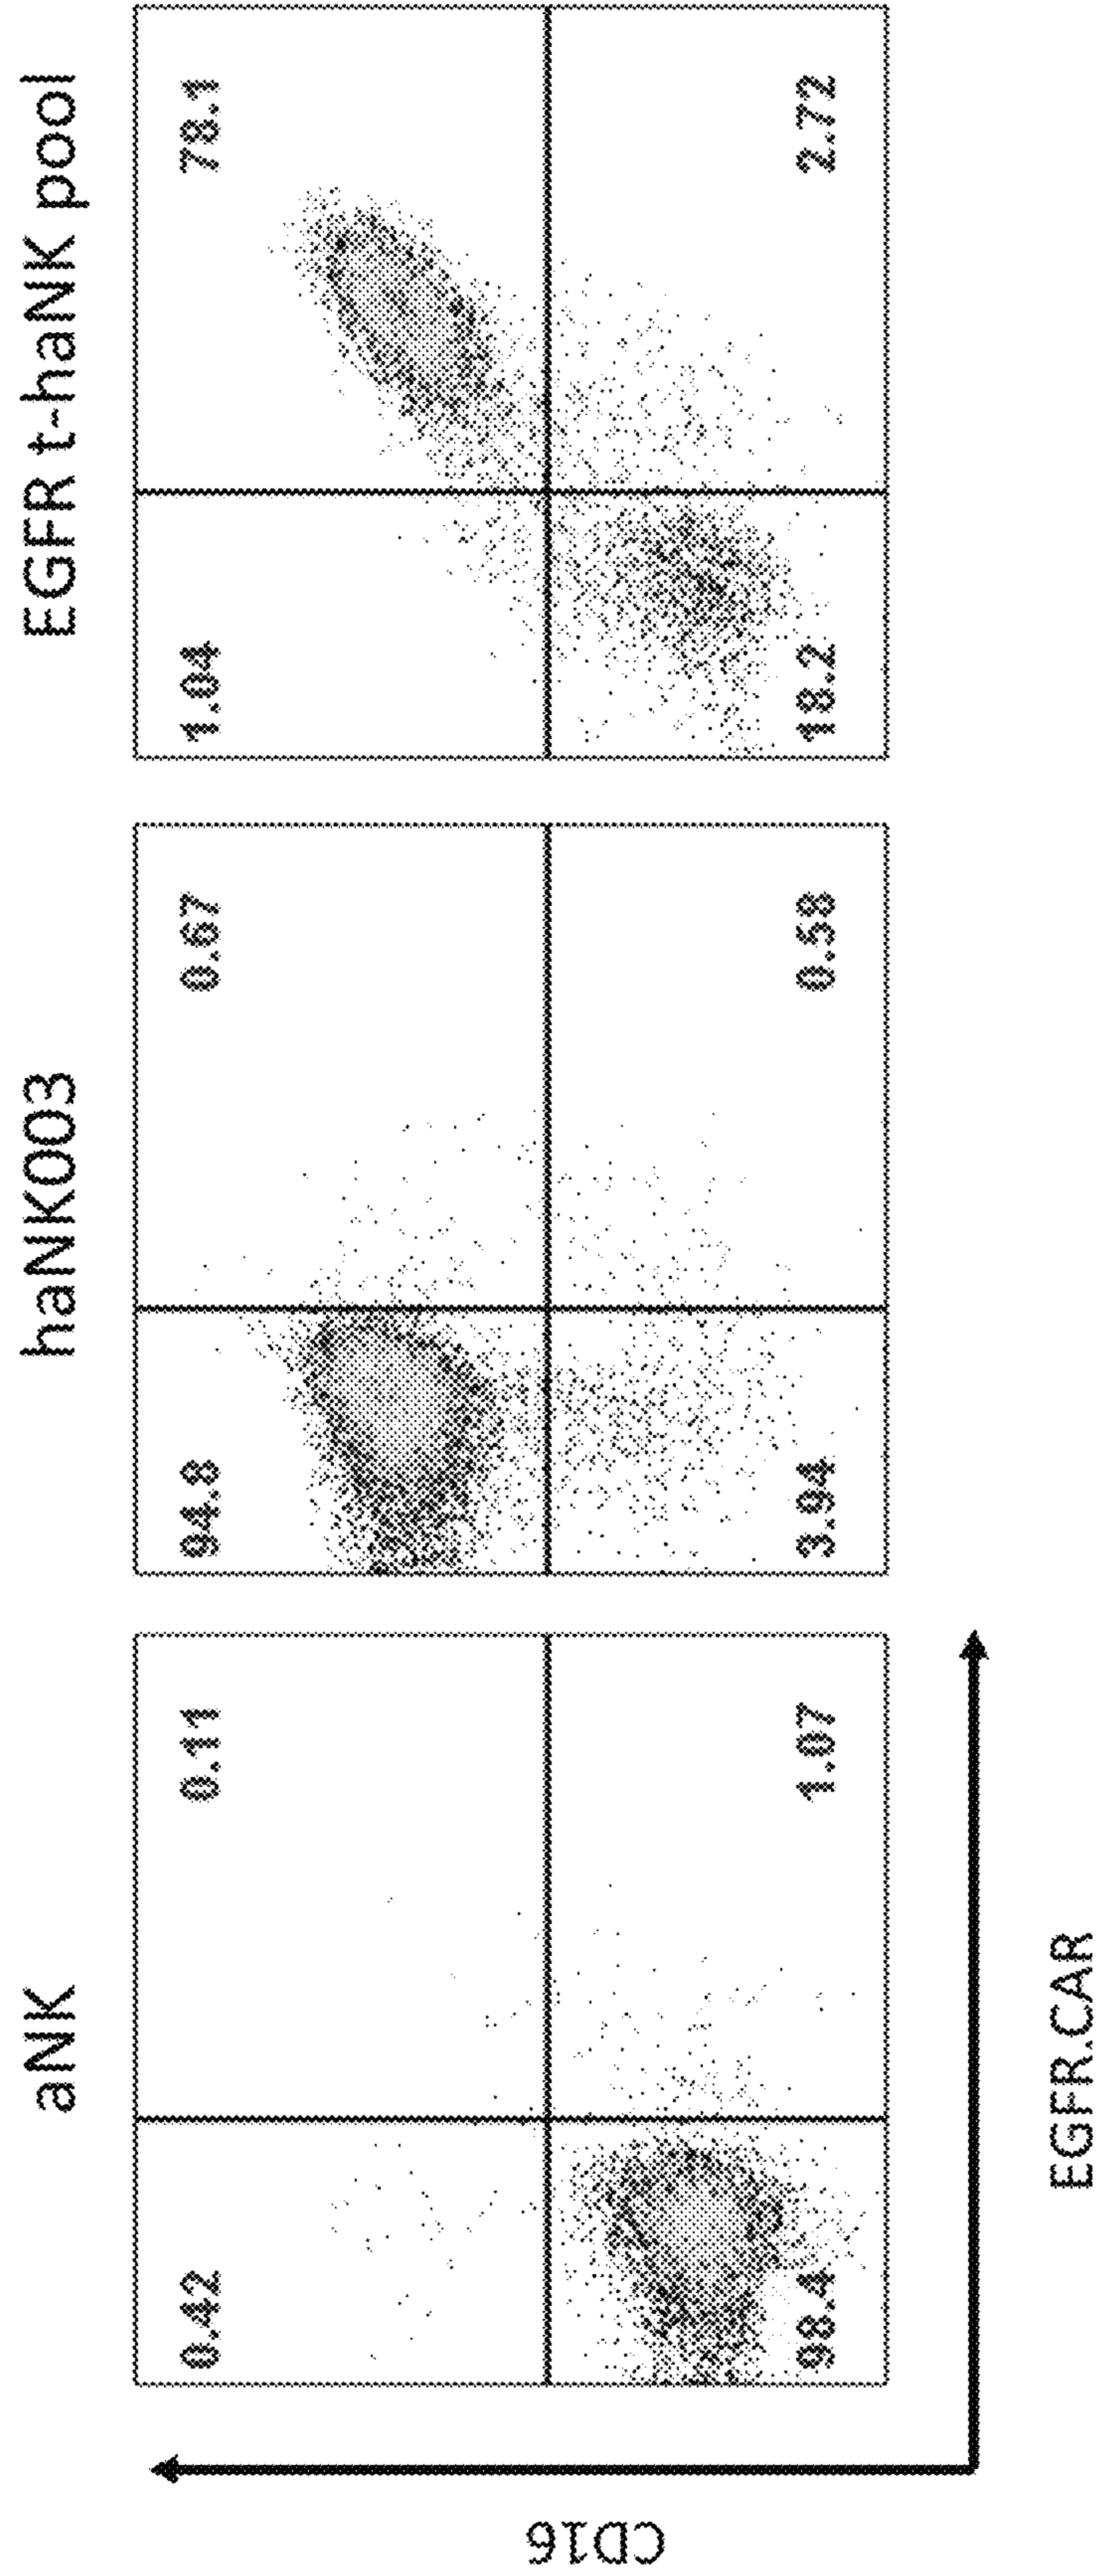 aNK
haNK003
EGFR t-haNK pool
0.42
0.11
94.8
0.67
1.04
78.1
98.4
1.07
3.94
0.58
18.2
2.72
CD16
EGFR.CAR